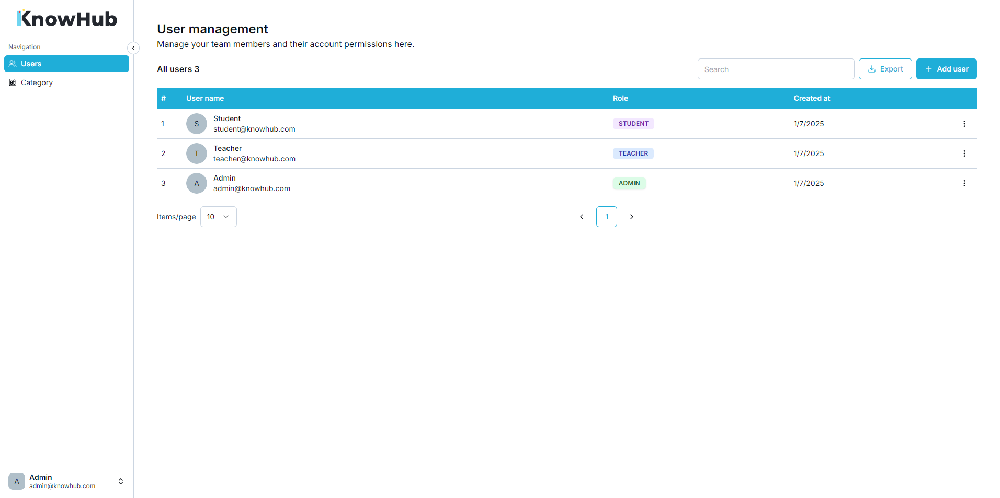 KnowHub
Navigation
Users
Category
User management
Manage your team members and their account permissions here.
All users 3
Search
Export
Add user
# User name Role Created at
1 S Student STUDENT 1/7/2025
student@knowhub.com
2 T Teacher TEACHER 1/7/2025
teacher@knowhub.com
3 A Admin ADMIN 1/7/2025
admin@knowhub.com
Items/page 10 1
A Admin
admin@knowhub.com